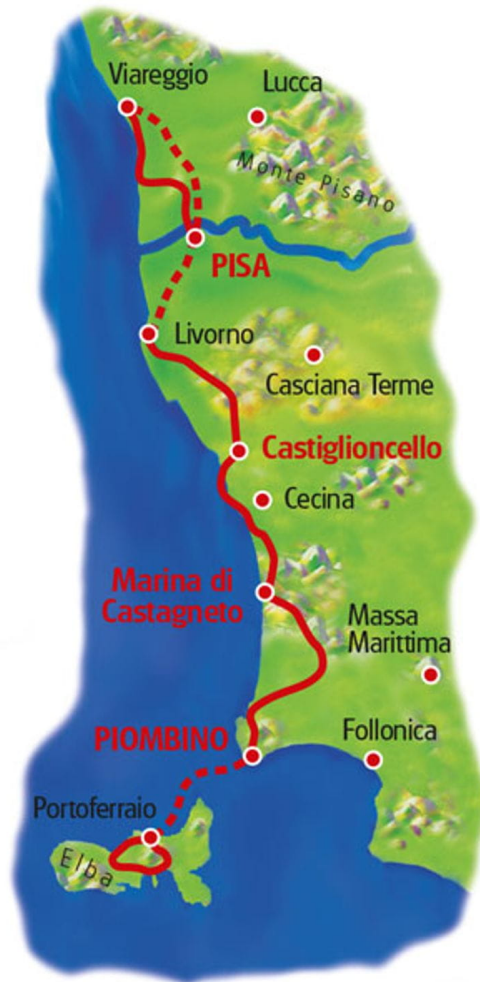 Viareggio
Lucca
Monte Pisano
PISA
Livorno
Casciana Terme
Castiglioncello
Cecina
Marina di
Castagneto
Massa
Marittima
PIOMBINO
Follonica
Portoferraio
Elba